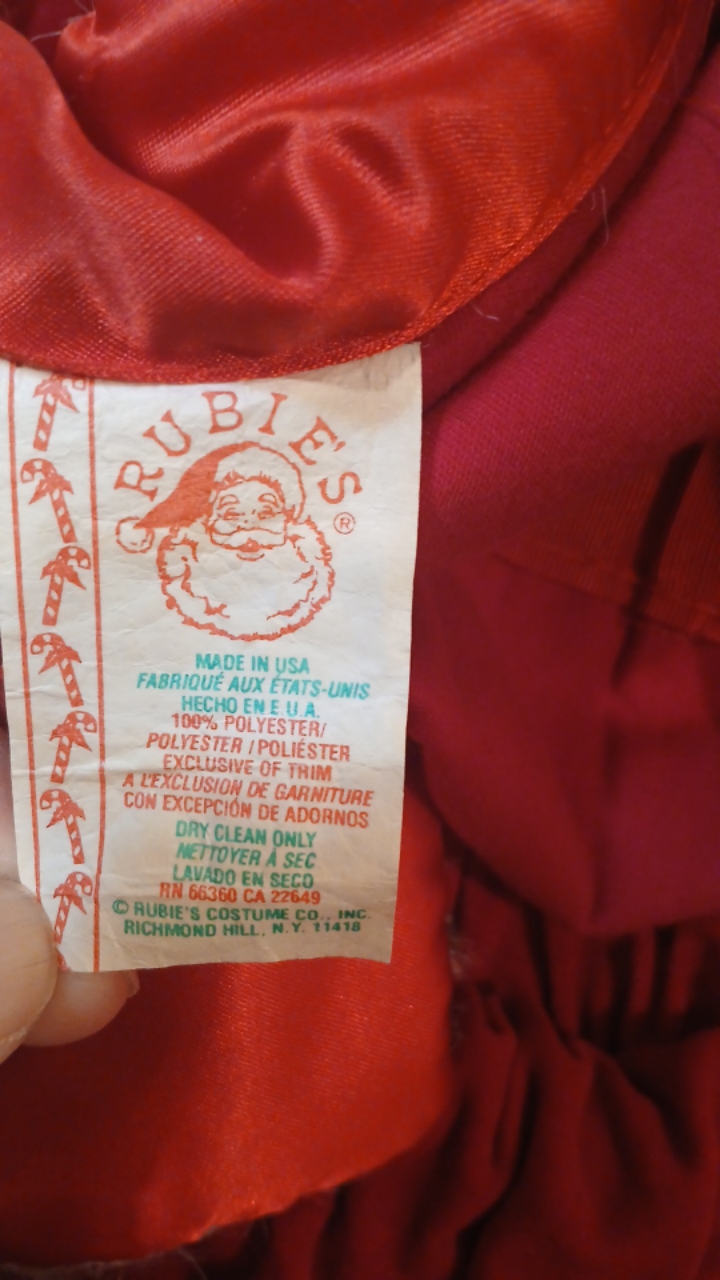 RUBIE'S
®
MADE IN USA
FABRIQUÉ AUX ÉTATS-UNIS
HECHO EN E.U.A.
100% POLYESTER/
POLYESTER / POLIÉSTER
EXCLUSIVE OF TRIM
A L'EXCLUSION DE GARNITURE
CON EXCEPCIÓN DE ADORNOS
DRY CLEAN ONLY
NETTOYER À SEC
LAVADO EN SECO
RN 66360 CA 22649
© RUBIE'S COSTUME CO., INC.
RICHMOND HILL, N.Y. 11418